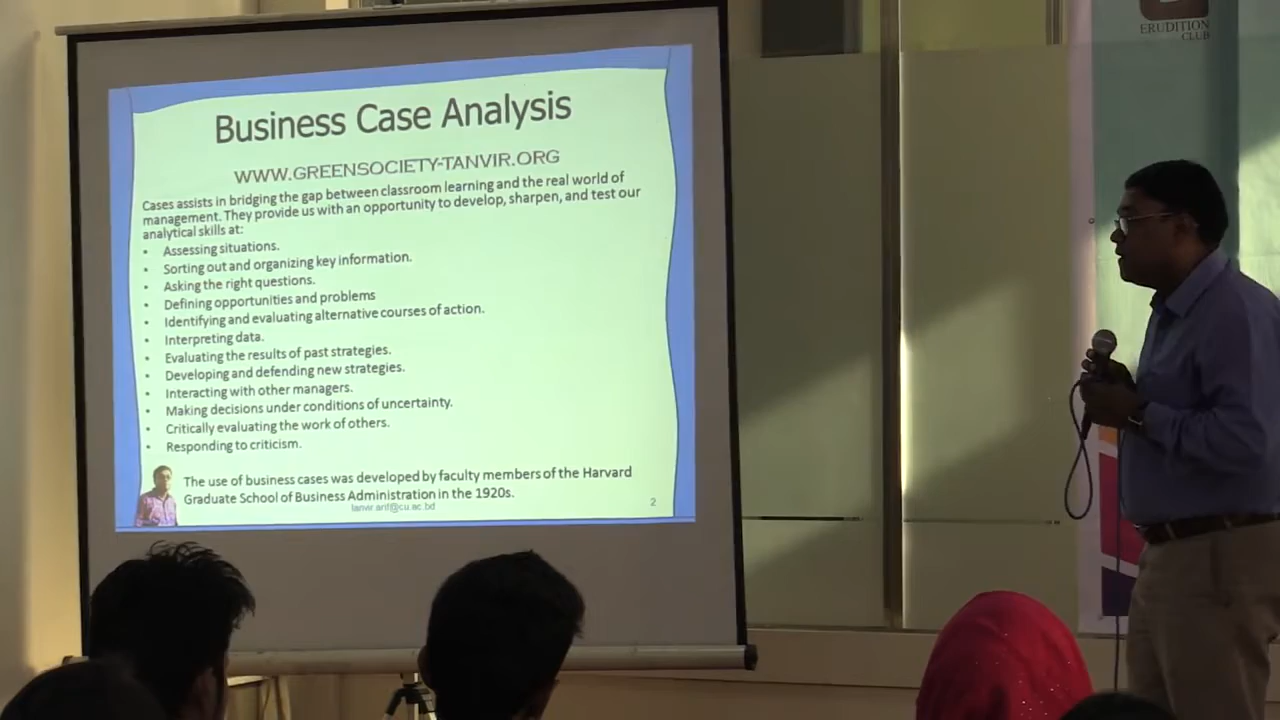 Business Case Analysis
WWW.GREENSOCIETY-TANVIR.ORG
Cases assists in bridging the gap between classroom learning and the real world of
management. They provide us with an opportunity to develop, sharpen, and test our
analytical skills at:
• Assessing situations.
• Sorting out and organizing key information.
• Asking the right questions.
• Defining opportunities and problems
• Identifying and evaluating alternative courses of action.
• Interpreting data.
• Evaluating the results of past strategies.
• Developing and defending new strategies.
• Interacting with other managers.
• Making decisions under conditions of uncertainty.
• Critically evaluating the work of others.
• Responding to criticism.
The use of business cases was developed by faculty members of the Harvard
Graduate School of Business Administration in the 1920s.
tanvir.anf@cu.ac.bd
2
ERUDITION
CLUB